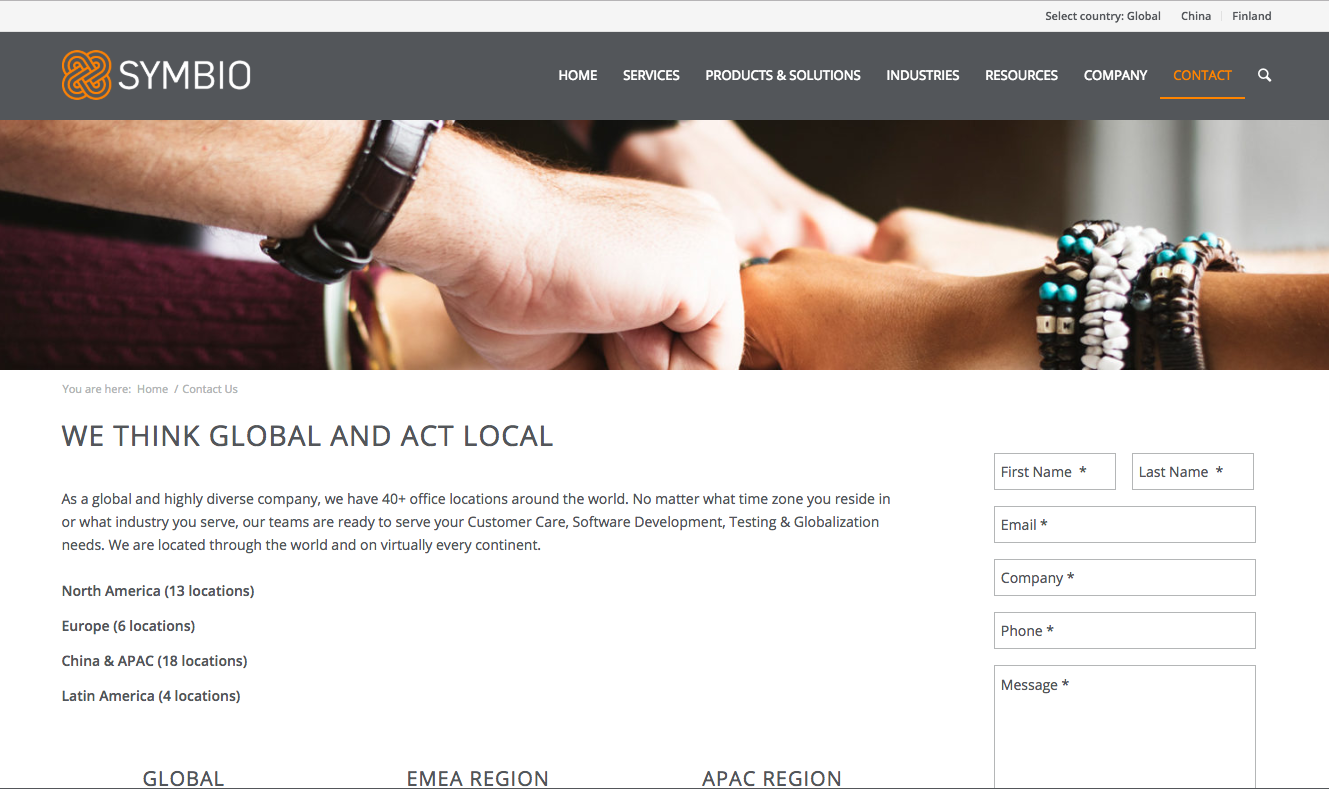 Select country: Global China Finland
SYMBIO
HOME SERVICES PRODUCTS & SOLUTIONS INDUSTRIES RESOURCES COMPANY CONTACT
You are here: Home / Contact Us
WE THINK GLOBAL AND ACT LOCAL
As a global and highly diverse company, we have 40+ office locations around the world. No matter what time zone you reside in
or what industry you serve, our teams are ready to serve your Customer Care, Software Development, Testing & Globalization
needs. We are located through the world and on virtually every continent.
North America (13 locations)
Europe (6 locations)
China & APAC (18 locations)
Latin America (4 locations)
GLOBAL EMEA REGION APAC REGION
First Name * Last Name *
Email *
Company *
Phone *
Message *